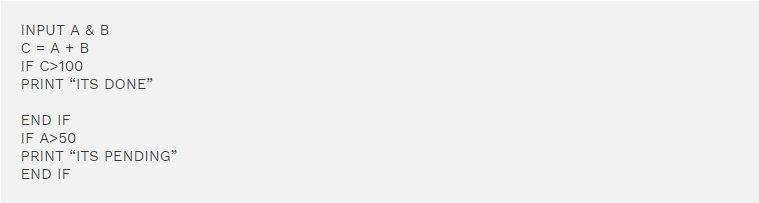 INPUT A & B
C = A + B
IF C>100
PRINT “ITS DONE”
END IF
IF A>50
PRINT “ITS PENDING”
END IF